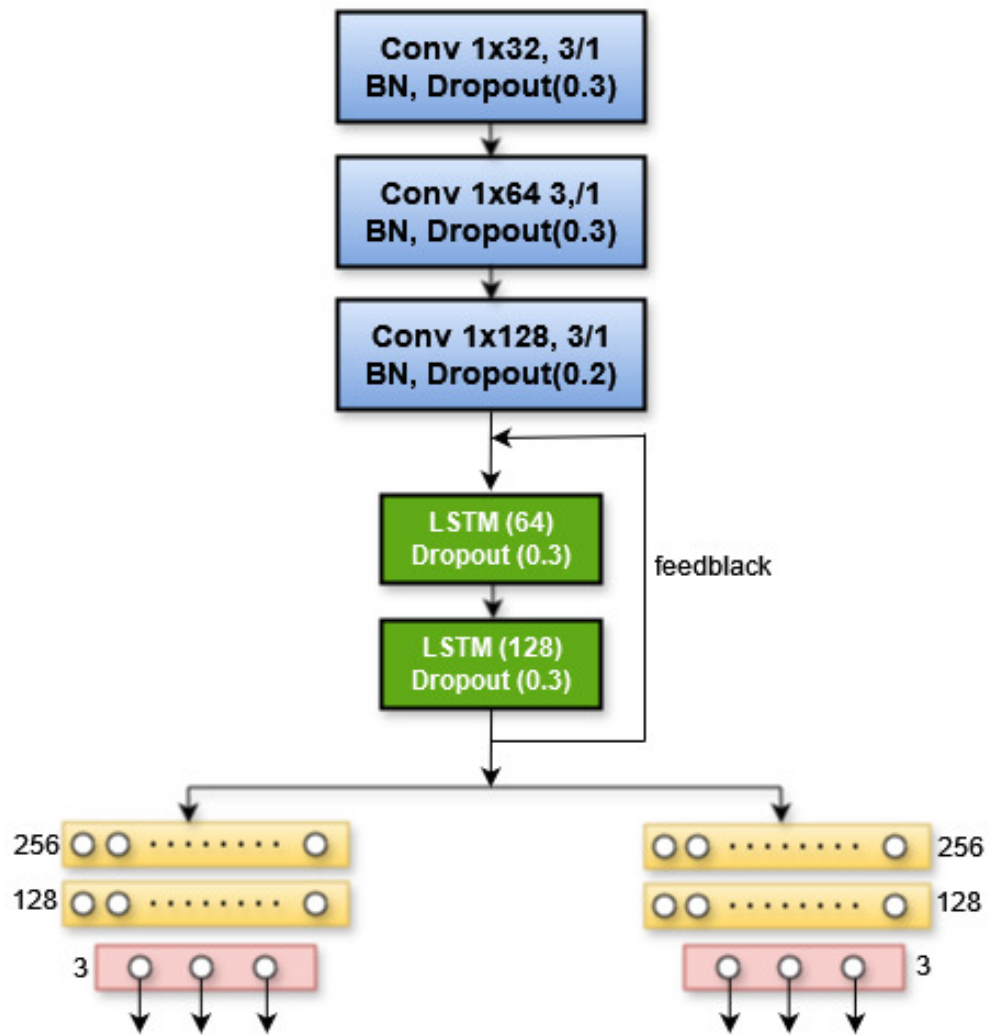 Conv 1x32, 3/1
BN, Dropout(0.3)
Conv 1x64 3,/1
BN, Dropout(0.3)
Conv 1x128, 3/1
BN, Dropout(0.2)
LSTM (64)
Dropout (0.3)
feedblack
LSTM (128)
Dropout (0.3)
256
256
128
128
3
3